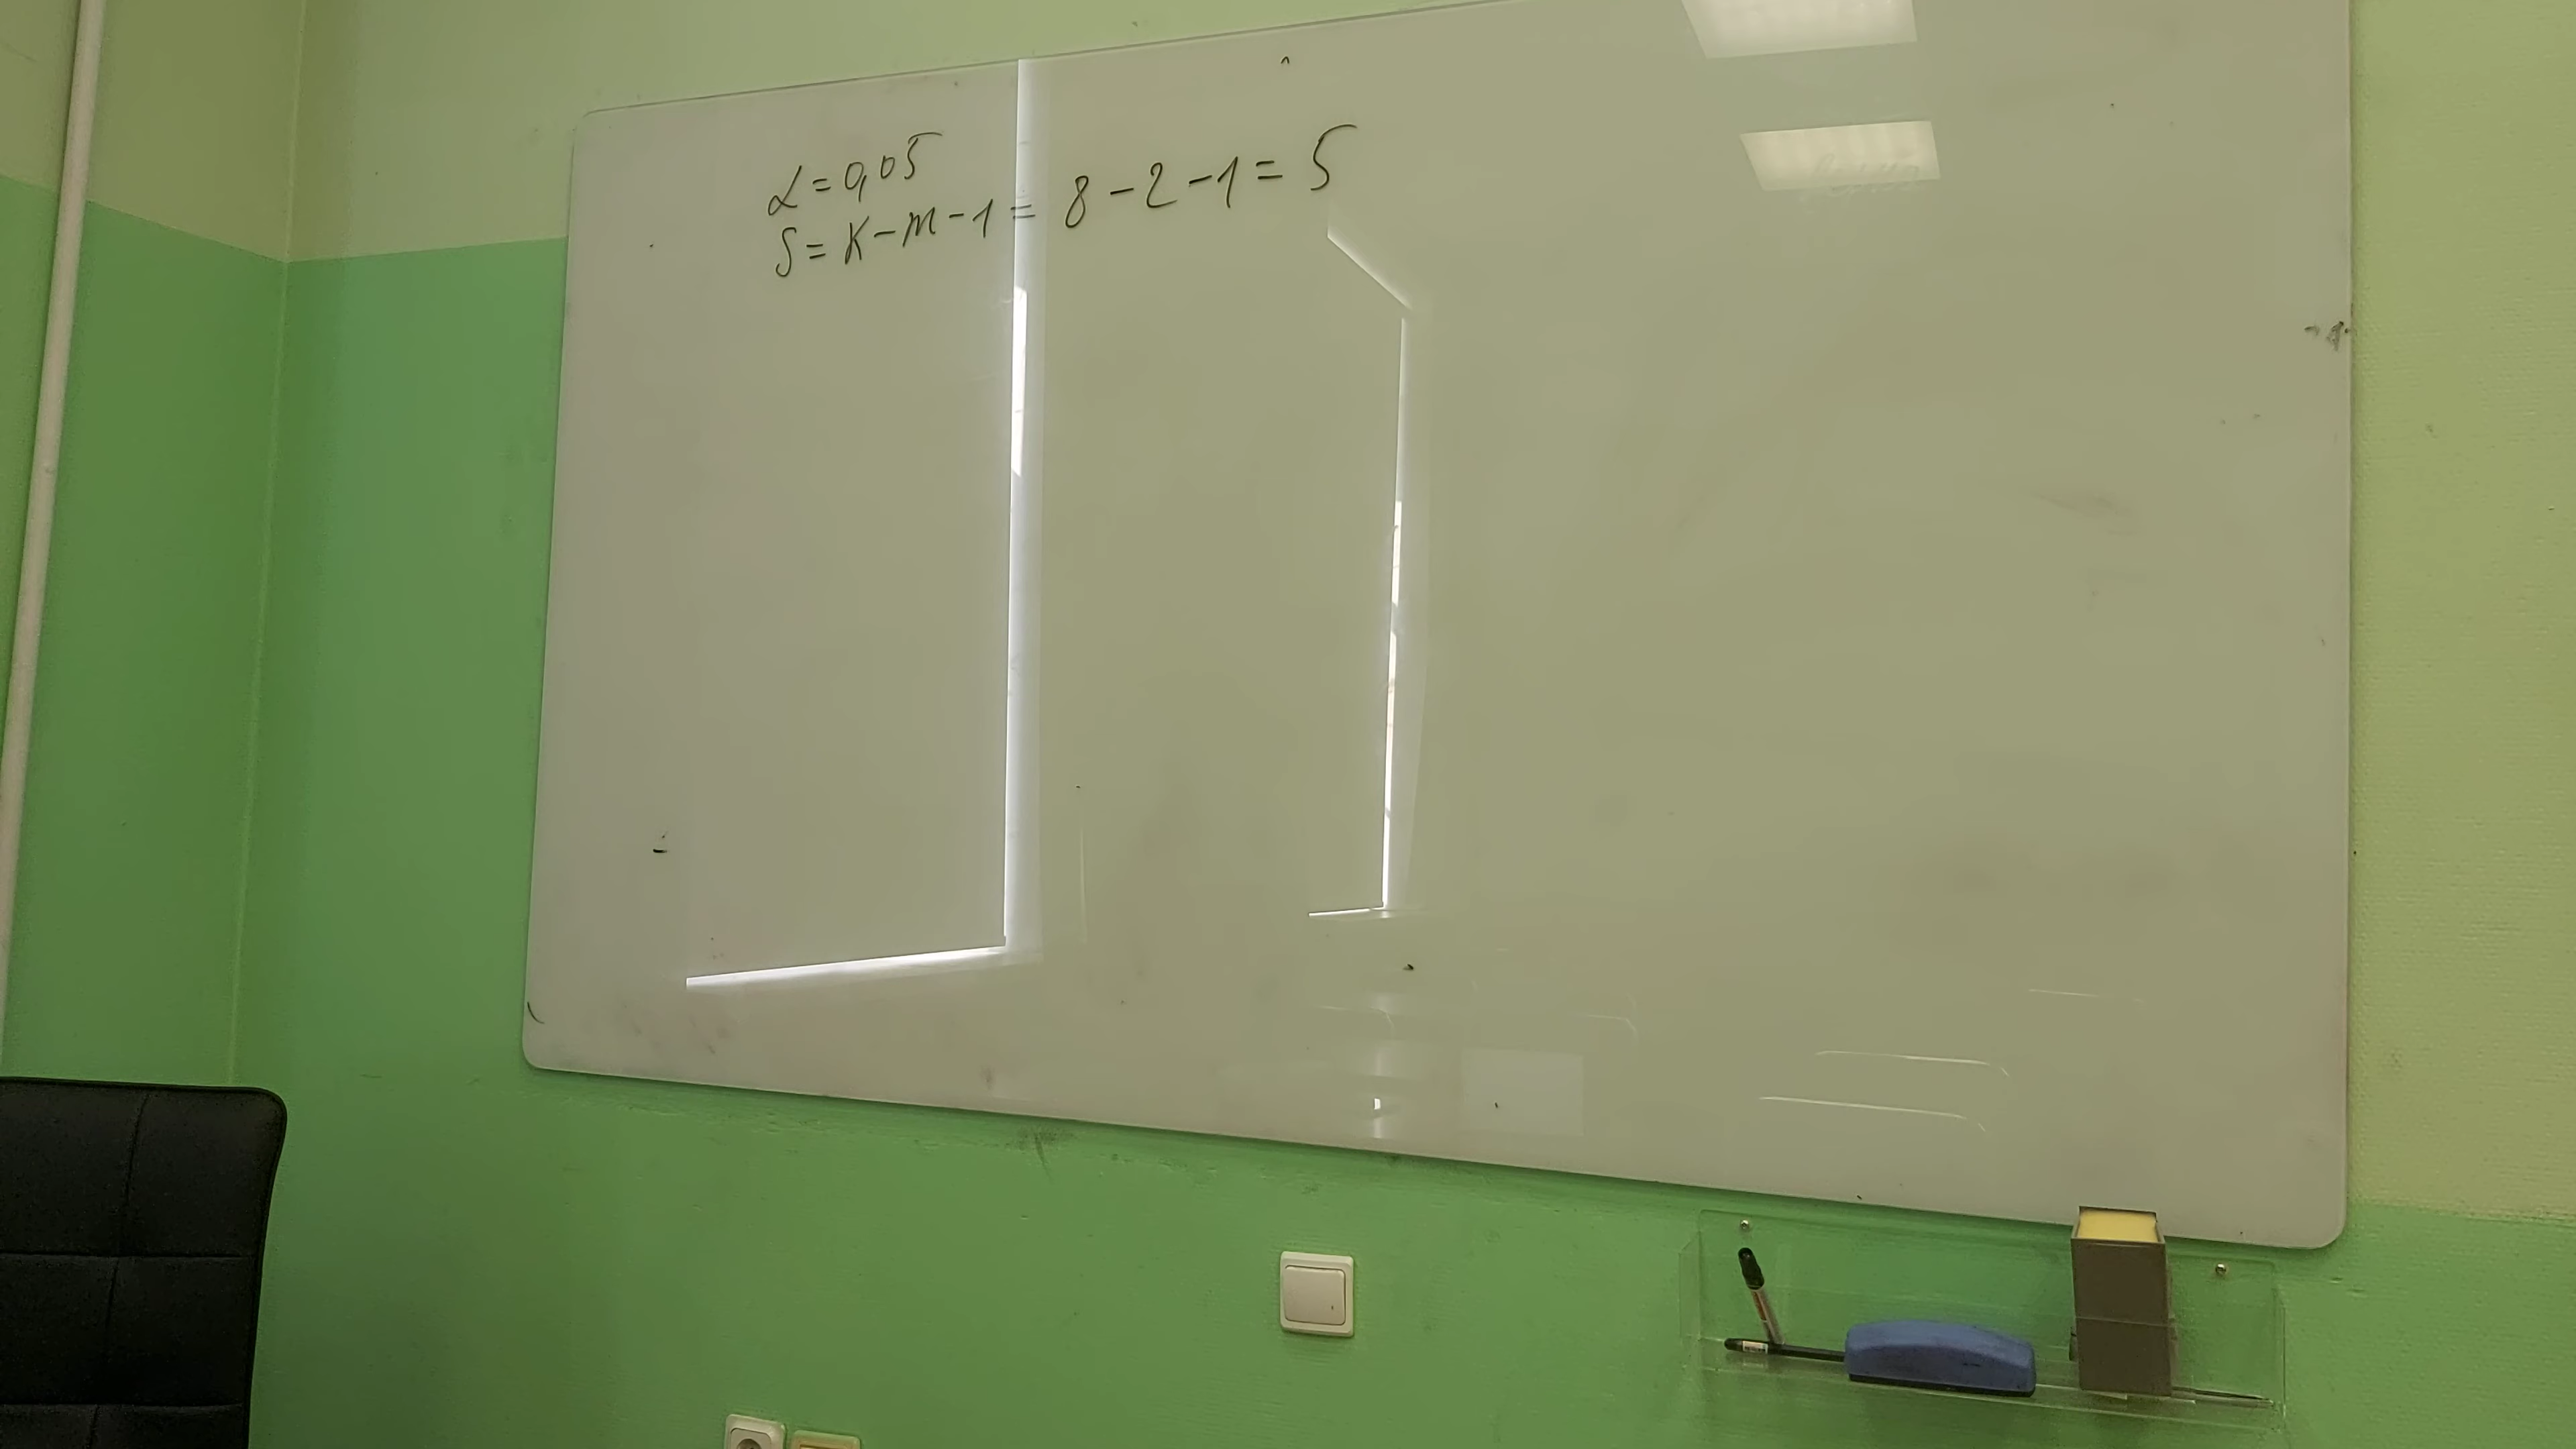 α = 0,05
S = K - m - 1 = 8 - 2 - 1 = 5